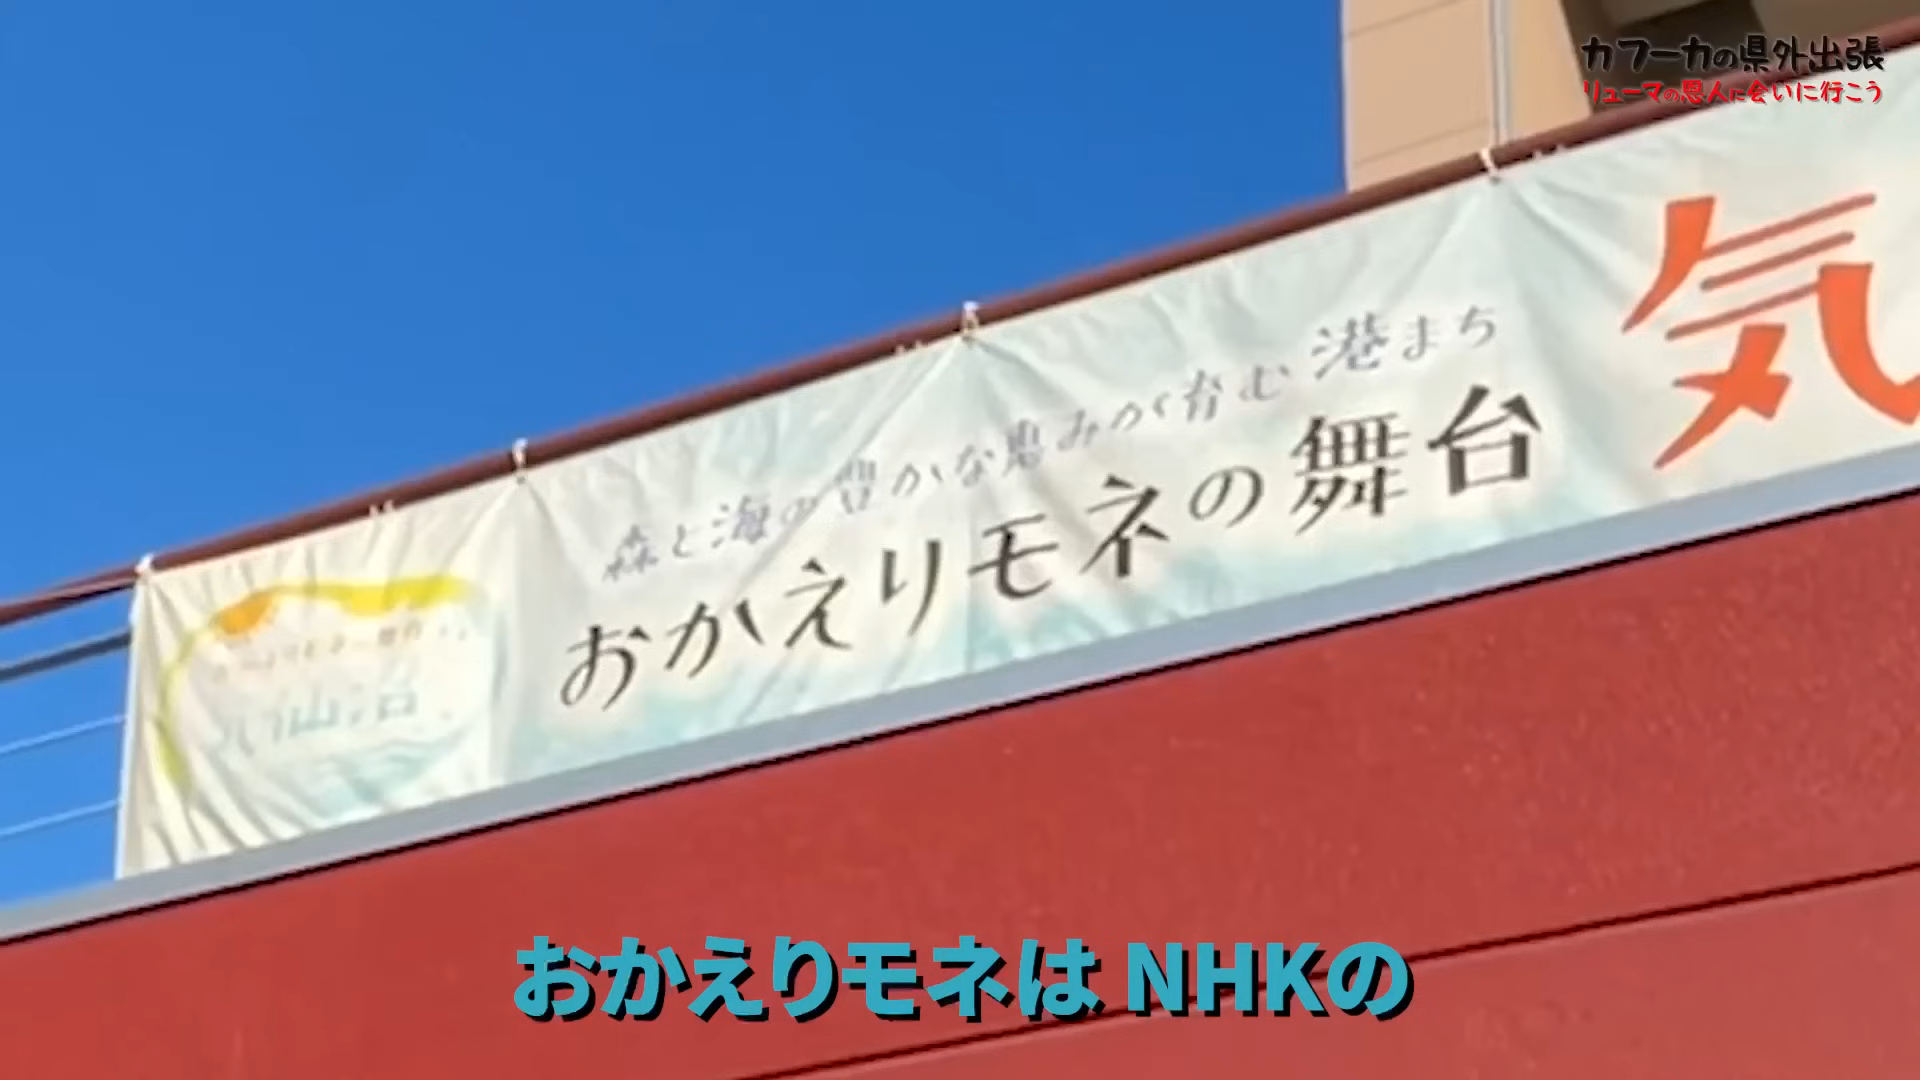 カフーカの県外出張
リューマの恩人に会いに行こう
森と海の豊かな恵みが育む港まち
おかえりモネの舞台
気
おかえりモネは NHKの